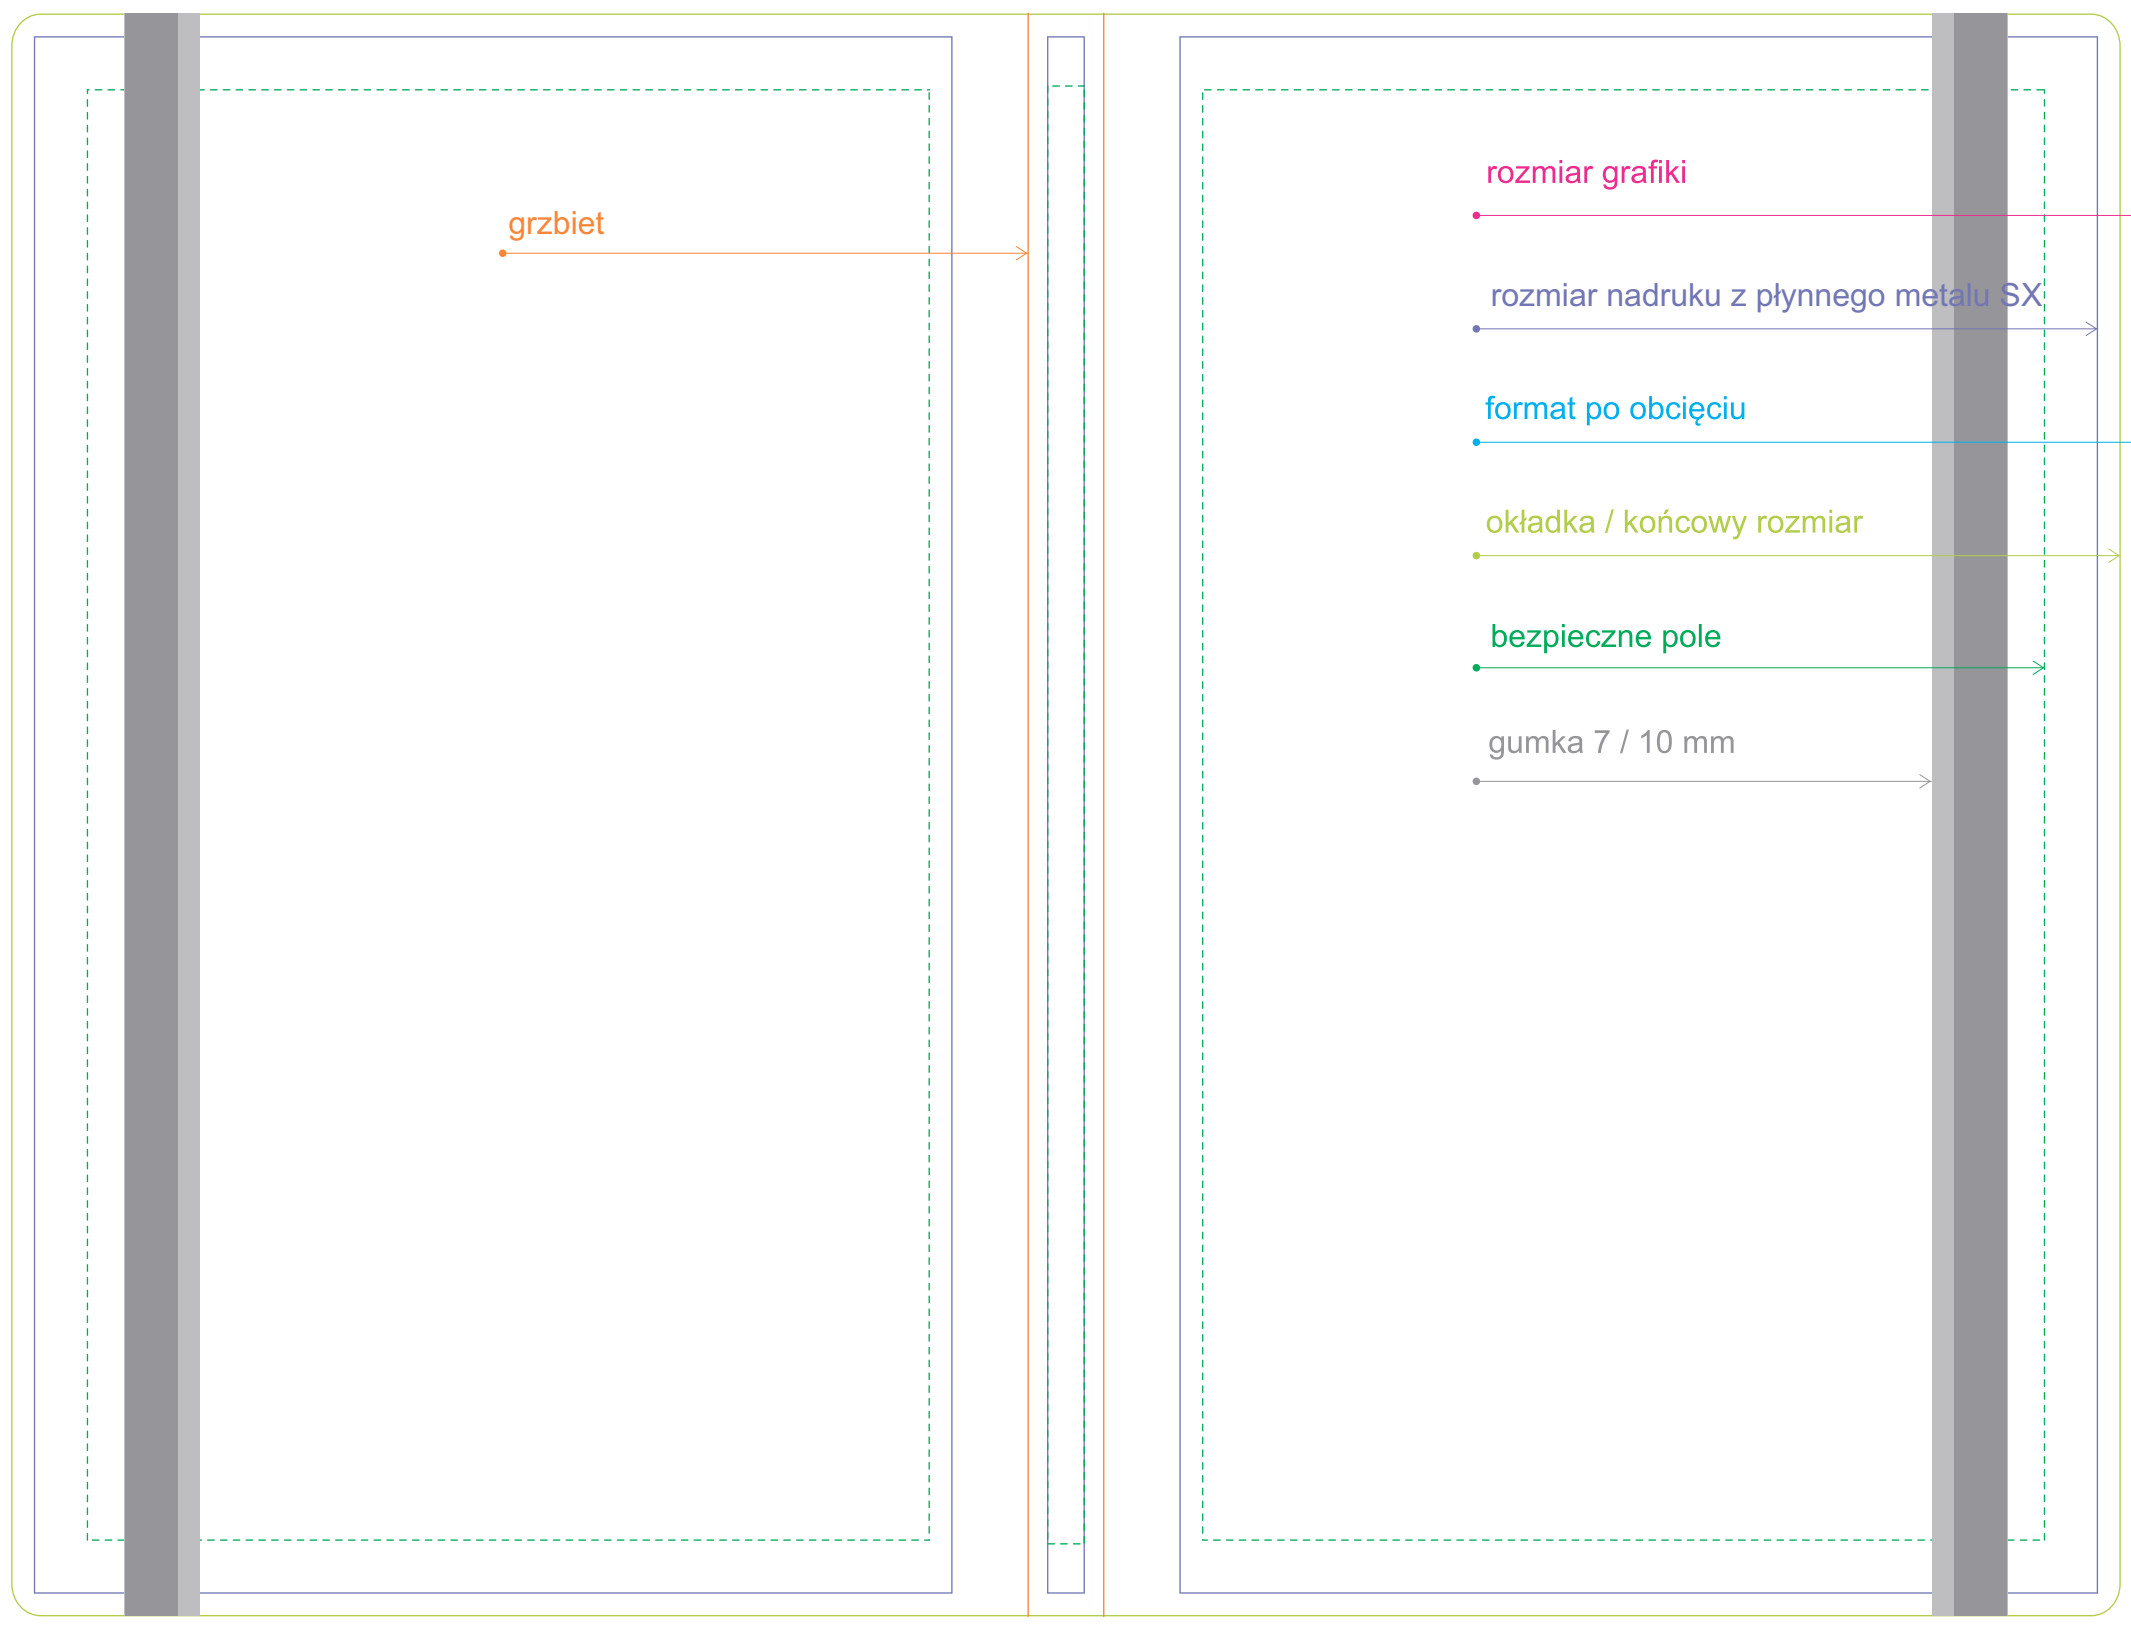 rozmiar grafiki
grzbiet
rozmiar nadruku z płynnego metalu SX
format po obcięciu
okładka / końcowy rozmiar
bezpieczne pole
gumka 7 / 10 mm